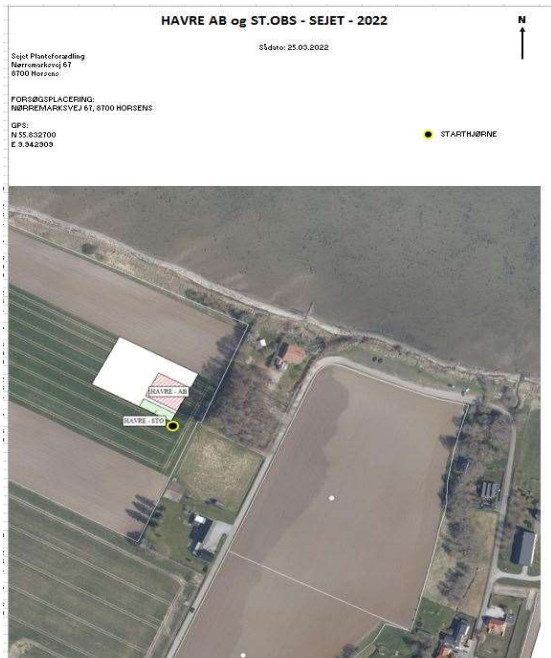 HAVRE AB og ST.OBS - SEJET - 2022
N
Sådato: 25.03.2022
Sejet Planteforædling
Nørremarksvej 67
8700 Horsens
FORSØGSPLACERING:
NØRREMARKSVEJ 67, 8700 HORSENS
GPS:
N 55.832700
E 9.942909
STARTHJØRNE
HAVRE - AB
HAVRE - STO